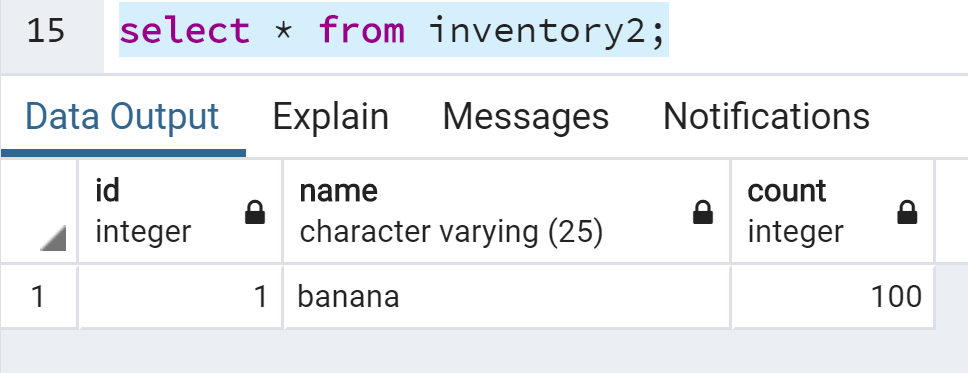 15 select * from inventory2;
Data Output Explain Messages Notifications
id name count
integer character varying (25) integer
1 1 banana 100